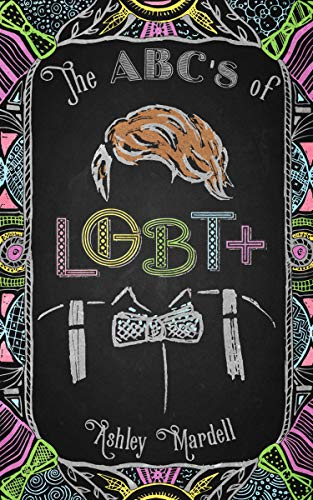 The ABC's of
LGBT+
Ashley Mardell